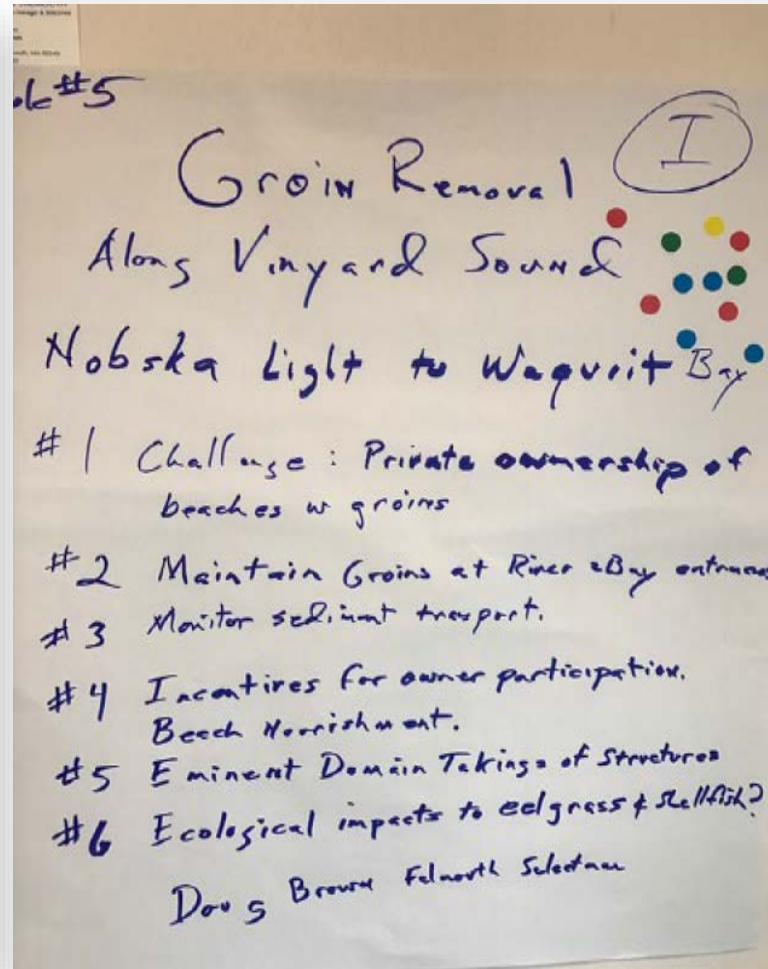 #5
I
Groin Removal
Along Vinyard Sound
Nobska Light to Waquoit Bay
#1 Challenge : Private ownership of
beaches w groins
#2 Maintain Groins at River & Bay
#3 Monitor sediment transport.
#4 Incentives for owner participation.
Beech Nourishment.
#5 Eminent Domain Takings of Structures
#6 Ecological impacts to eelgrass & shellfish?
Doug Brown Falmouth Selectman